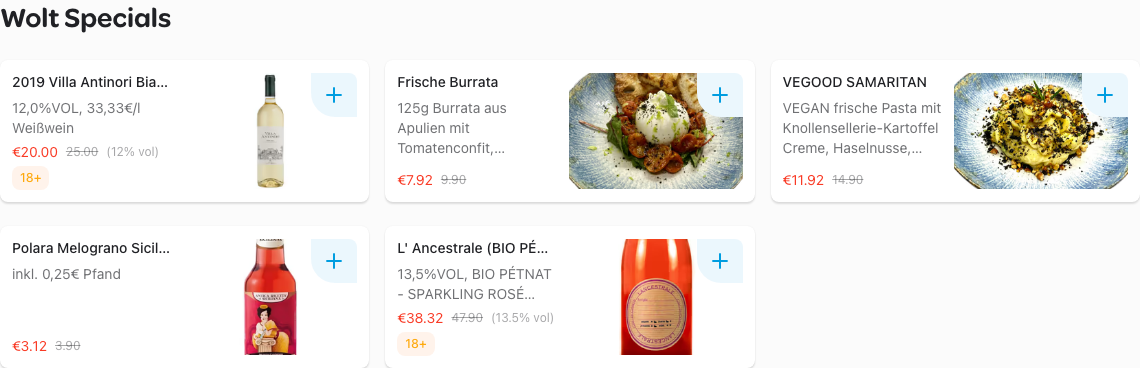 Wolt Specials
2019 Villa Antinori Bia...
12,0%VOL, 33,33€/l
Weißwein
€20.00 25.00 (12% vol)
18+
Frische Burrata
125g Burrata aus
Apulien mit
Tomatenconfit,...
€7.92 9.90
VEGOOD SAMARITAN
VEGAN frische Pasta mit
Knollensellerie-Kartoffel
Creme, Haselnusse,...
€11.92 14.90
Polara Melograno Sicil...
inkl. 0,25€ Pfand
€3.12 3.90
L' Ancestrale (BIO PÉ...
13,5%VOL, BIO PÉTNAT
- SPARKLING ROSÉ...
€38.32 47.90 (13.5% vol)
18+
LANCESTRALE